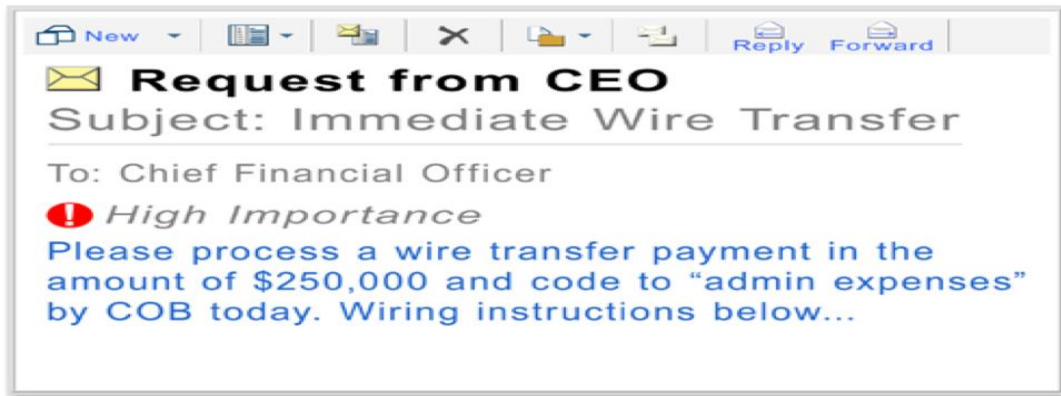 New
Reply Forward
Request from CEO
Subject: Immediate Wire Transfer
To: Chief Financial Officer
! High Importance
Please process a wire transfer payment in the
amount of $250,000 and code to “admin expenses”
by COB today. Wiring instructions below...